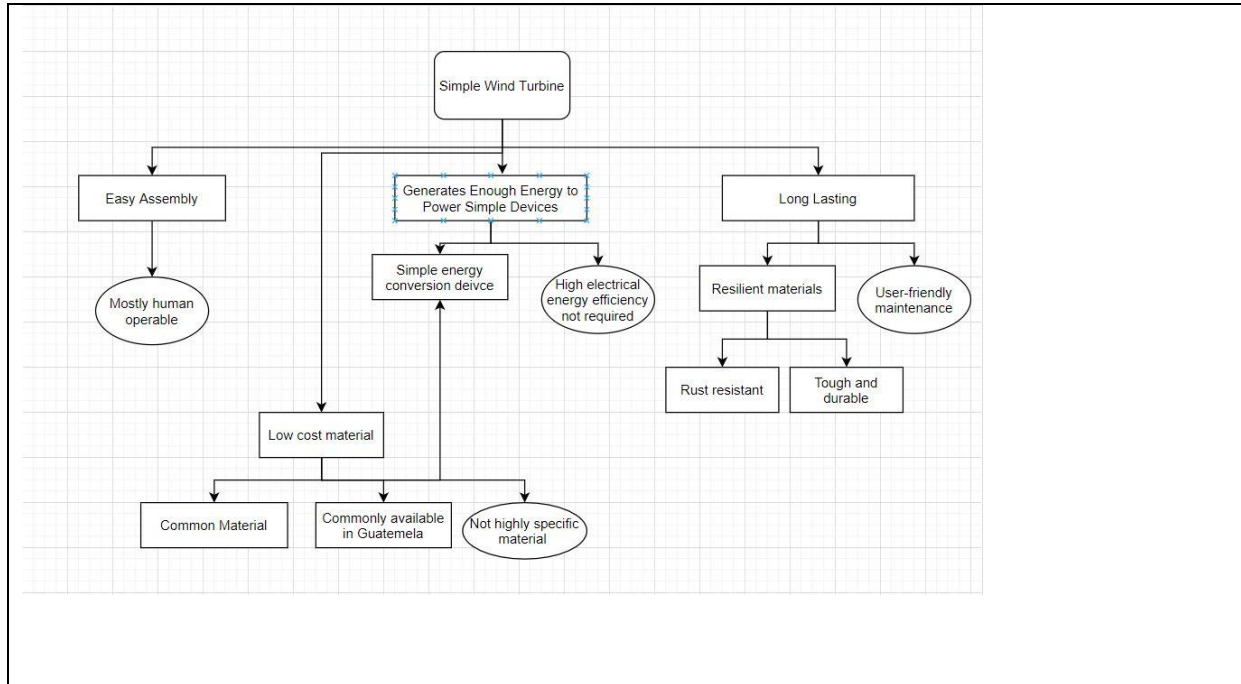 Simple Wind Turbine
Easy Assembly
Generates Enough Energy to
Power Simple Devices
Long Lasting
Mostly human
operable
Simple energy
conversion deivce
High electrical
energy efficiency
not required
Resilient materials
User-friendly
maintenance
Rust resistant
Tough and
durable
Low cost material
Common Material
Commonly available
in Guatemela
Not highly specific
material